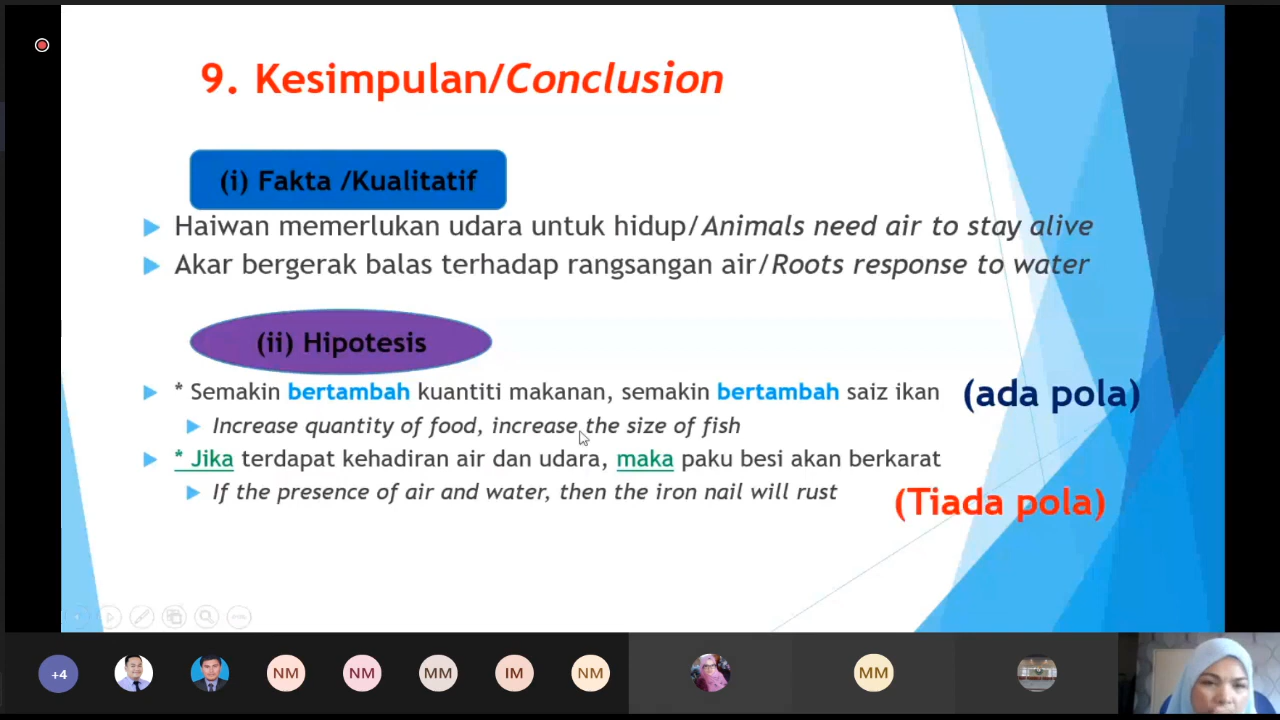 9. Kesimpulan/Conclusion
(i) Fakta /Kualitatif
Haiwan memerlukan udara untuk hidup/Animals need air to stay alive
Akar bergerak balas terhadap rangsangan air/Roots response to water
(ii) Hipotesis
* Semakin bertambah kuantiti makanan, semakin bertambah saiz ikan (ada pola)
Increase quantity of food, increase the size of fish
* Jika terdapat kehadiran air dan udara, maka paku besi akan berkarat
If the presence of air and water, then the iron nail will rust
(Tiada pola)
+4 NM NM MM IM NM MM